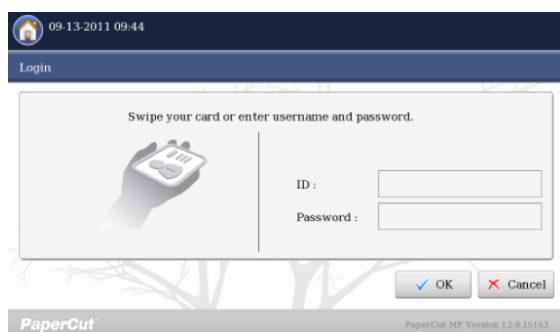 09-13-2011 09:44
Login
Swipe your card or enter username and password.
ID :
Password :
OK
Cancel
PaperCut
PaperCut MF Version 12.0.15153